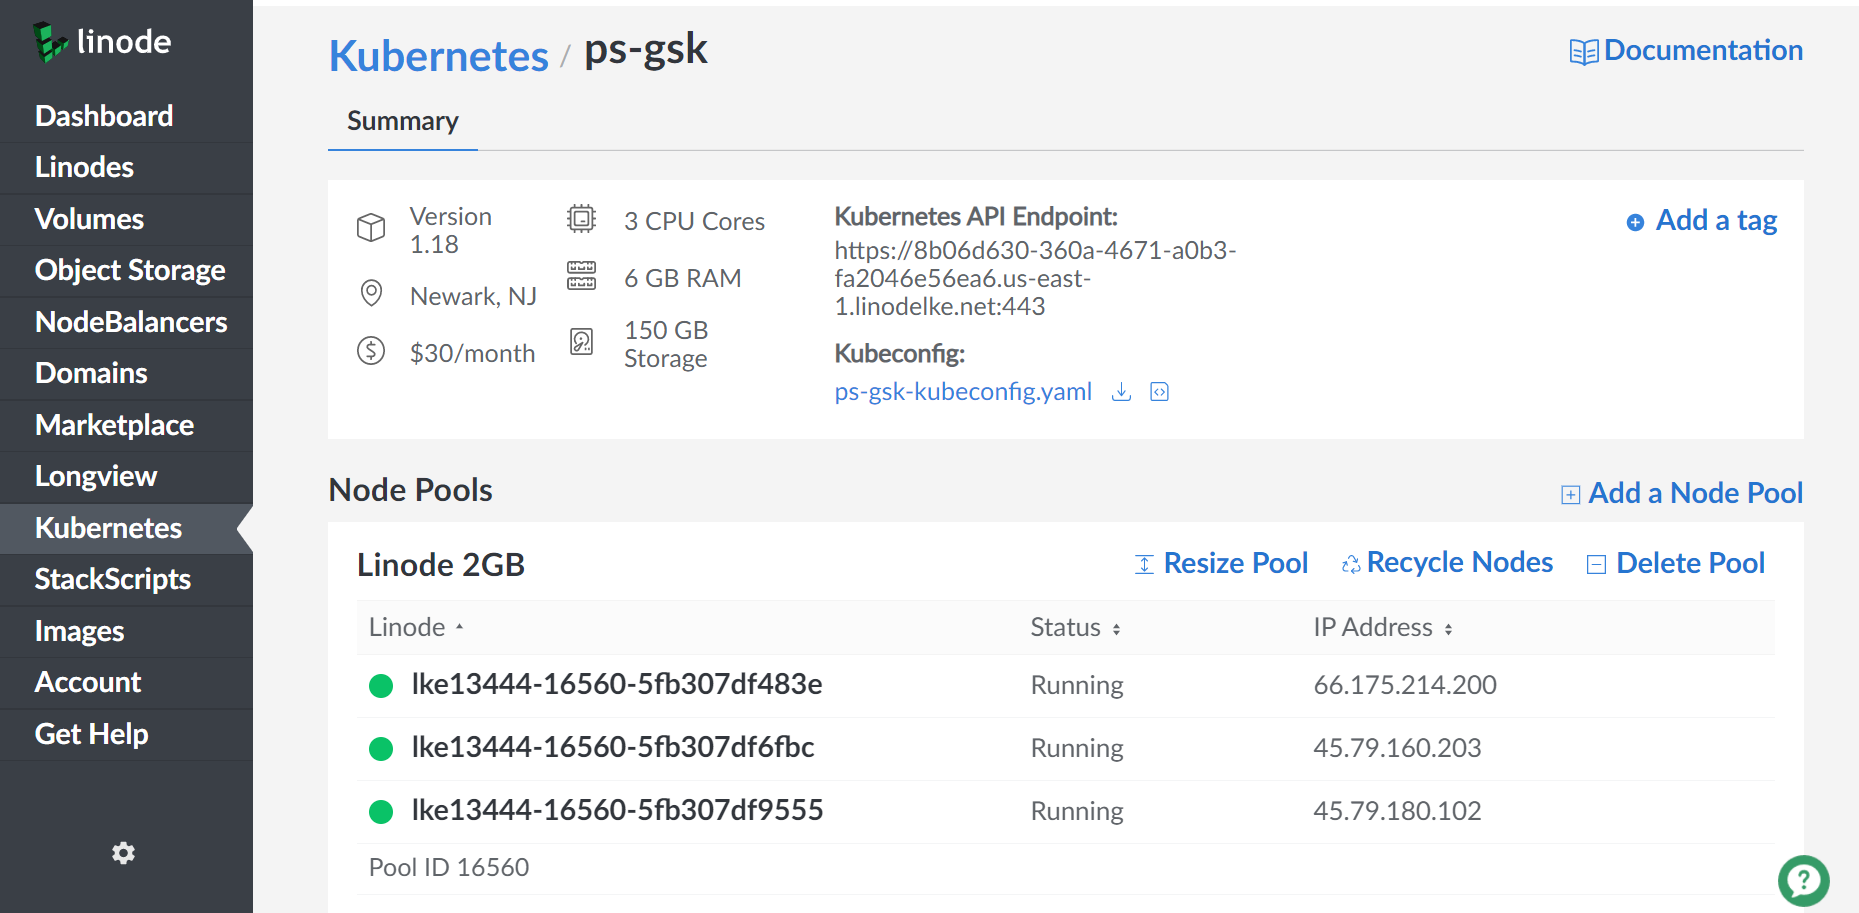 linode
Dashboard
Linodes
Volumes
Object Storage
NodeBalancers
Domains
Marketplace
Longview
Kubernetes
StackScripts
Images
Account
Get Help
Kubernetes / ps-gsk
Documentation
Summary
Version
1.18
Newark, NJ
$30/month
3 CPU Cores
6 GB RAM
150 GB
Storage
Kubernetes API Endpoint:
https://8b06d630-360a-4671-a0b3-
fa2046e56ea6.us-east-
1.linodelke.net:443
Kubeconfig:
ps-gsk-kubeconfig.yaml
Add a tag
Node Pools
Add a Node Pool
Linode 2GB
Resize Pool Recycle Nodes Delete Pool
Linode Status IP Address
lke13444-16560-5fb307df483e Running 66.175.214.200
lke13444-16560-5fb307df6fbc Running 45.79.160.203
lke13444-16560-5fb307df9555 Running 45.79.180.102
Pool ID 16560